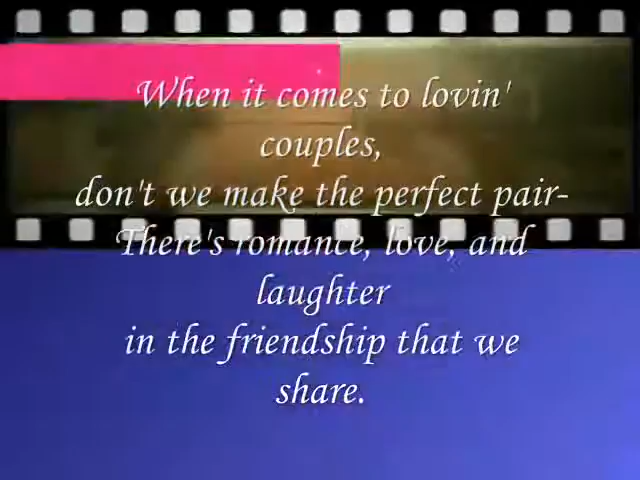 When it comes to lovin'
couples,
don't we make the perfect pair-
There's romance, love, and
laughter
in the friendship that we
share.